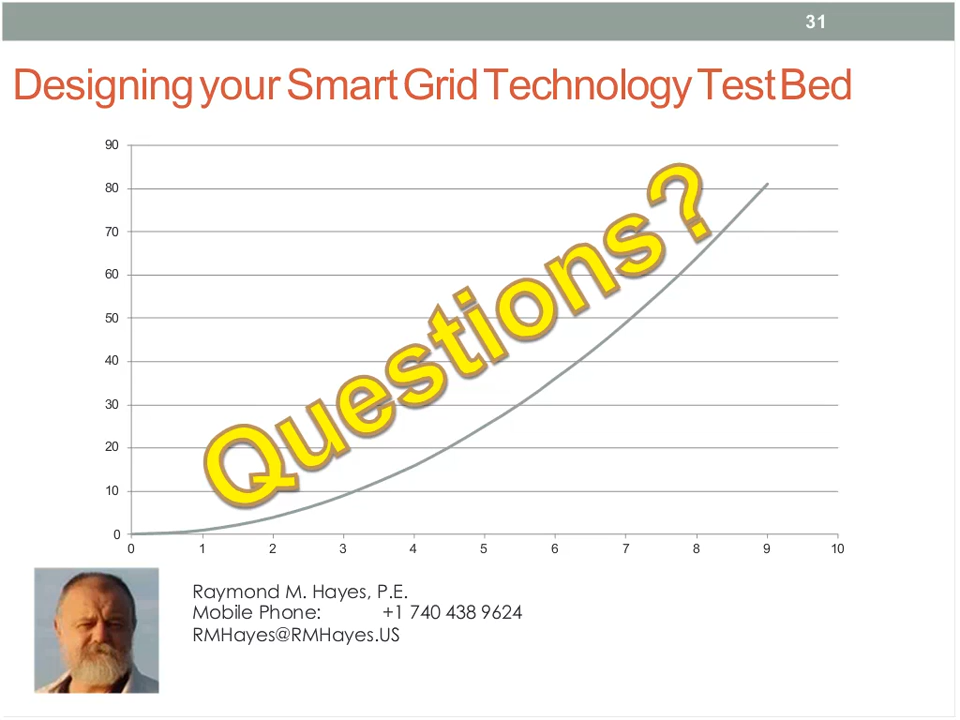 31
Designing your Smart Grid Technology Test Bed
90
80
70
60
50
40
30
20
10
0
0 1 2 3 4 5 6 7 8 9 10
Questions?
Raymond M. Hayes, P.E.
Mobile Phone: +1 740 438 9624
RMHayes@RMHayes.US